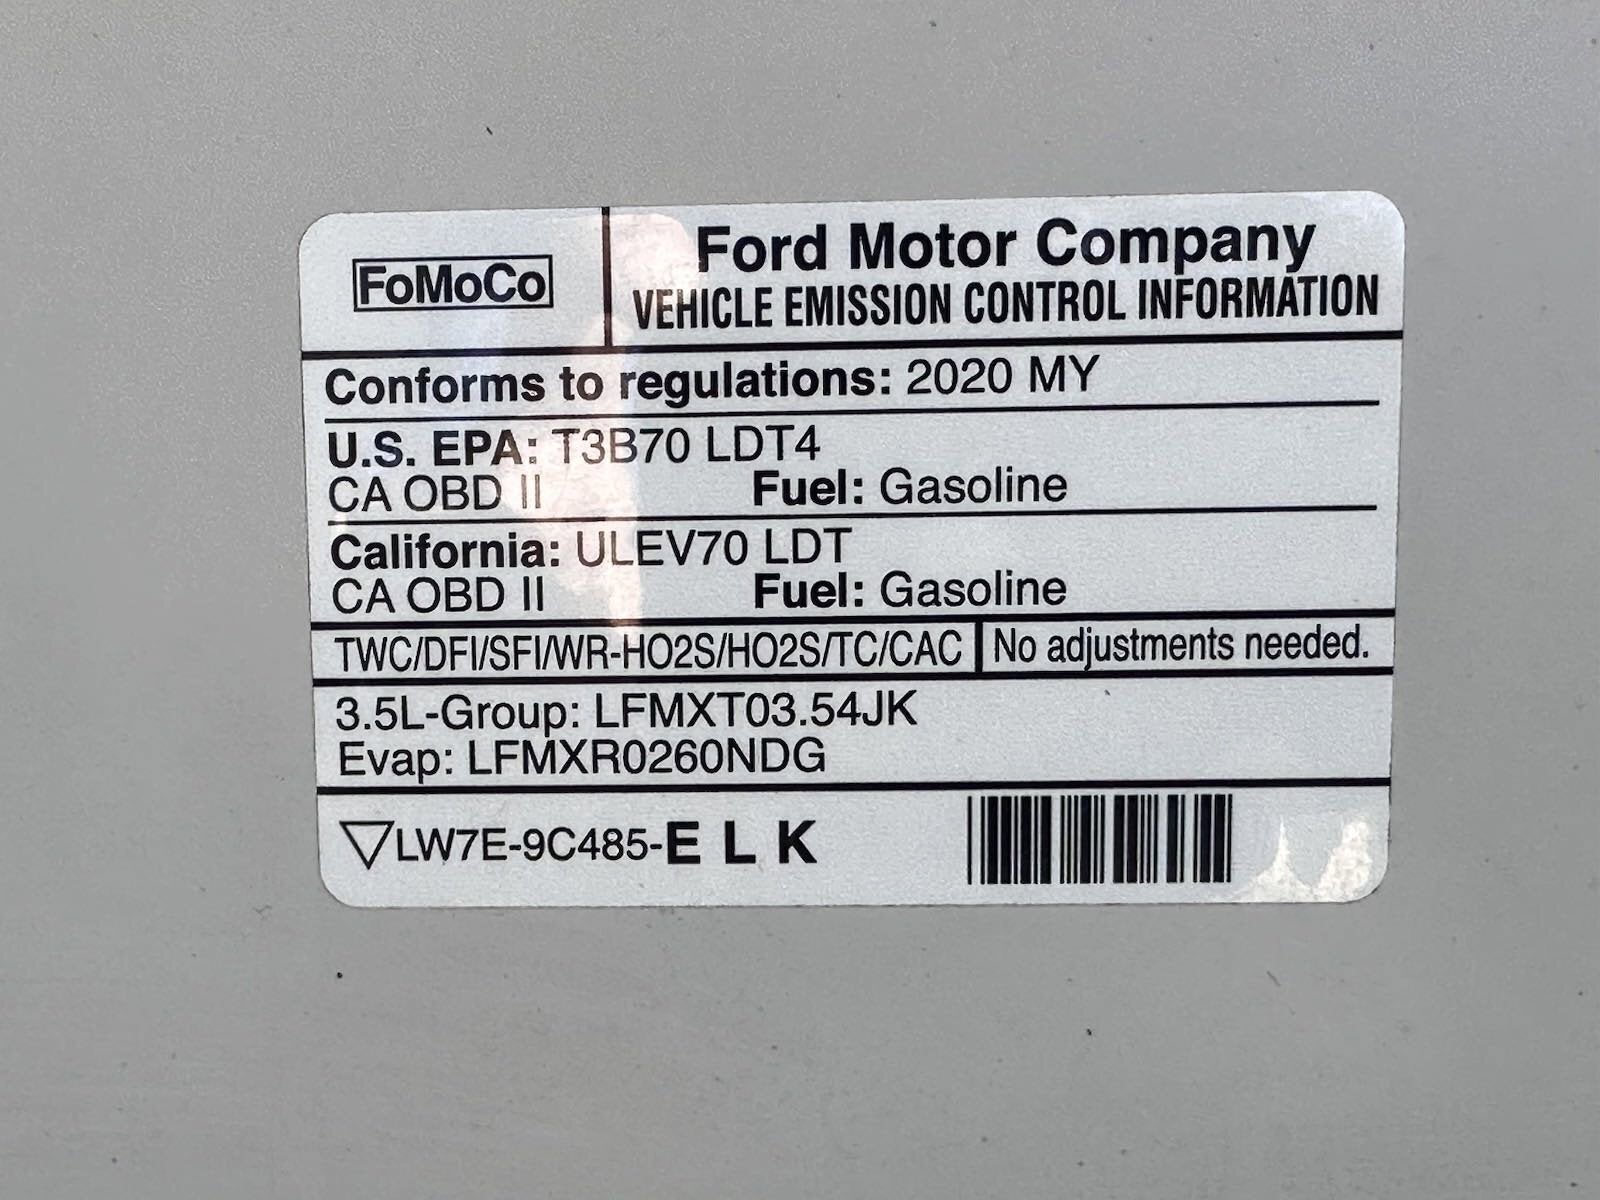 FoMoCo
Ford Motor Company
VEHICLE EMISSION CONTROL INFORMATION
Conforms to regulations: 2020 MY
U.S. EPA: T3B70 LDT4
CA OBD II Fuel: Gasoline
California: ULEV70 LDT
CA OBD II Fuel: Gasoline
TWC/DFI/SFI/WR-HO2S/HO2S/TC/CAC No adjustments needed.
3.5L-Group: LFMXT03.54JK
Evap: LFMXR0260NDG
LW7E-9C485-E L K